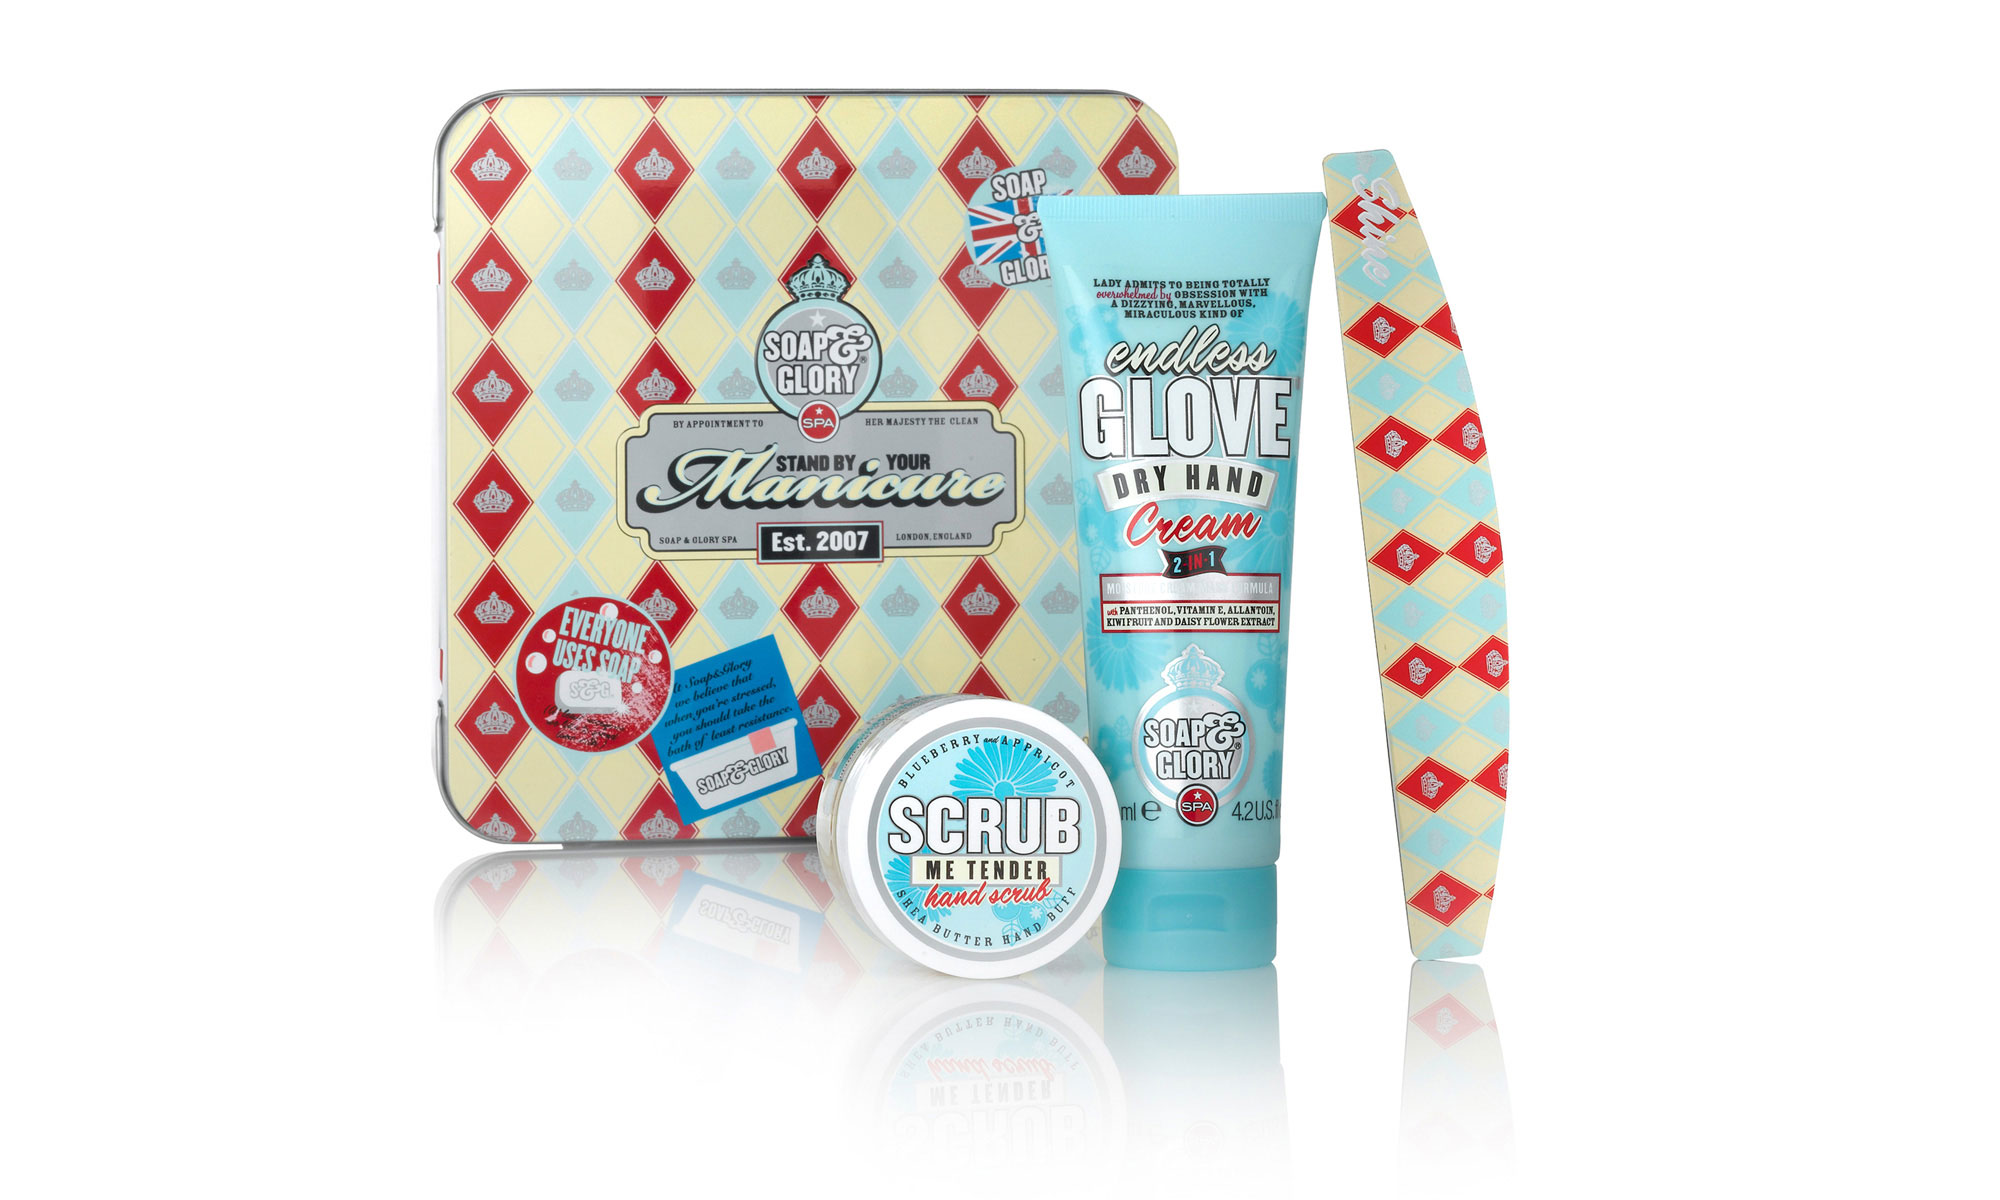 SOAP
&
GLORY
SOAP&
GLORY®
SPA
BY APPOINTMENT TO
HER MAJESTY THE CLEAN
STAND BY YOUR
Manicure
SOAP & GLORY SPA
Est. 2007
LONDON, ENGLAND
EVERYONE
USES SOAP
S&G.
At Soap&Glory
we believe that
when you're stressed,
you should take the
bath of least resistance.
SOAP&GLORY
BLUEBERRY and APPRICOT
SCRUB
ME TENDER
hand scrub
SHEA BUTTER HAND BUFF
LADY ADMITS TO BEING TOTALLY
overwhelmed by OBSESSION WITH
A DIZZYING, MARVELLOUS,
MIRACULOUS KIND OF
endless
GLOVE
DRY HAND
Cream
2-IN-1
FORMULA
with PANTHENOL, VITAMIN E, ALLANTOIN,
KIWI FRUIT AND DAISY FLOWER EXTRACT
SOAP&
GLORY®
SPA
ml e
4.2 U.S.
Shine